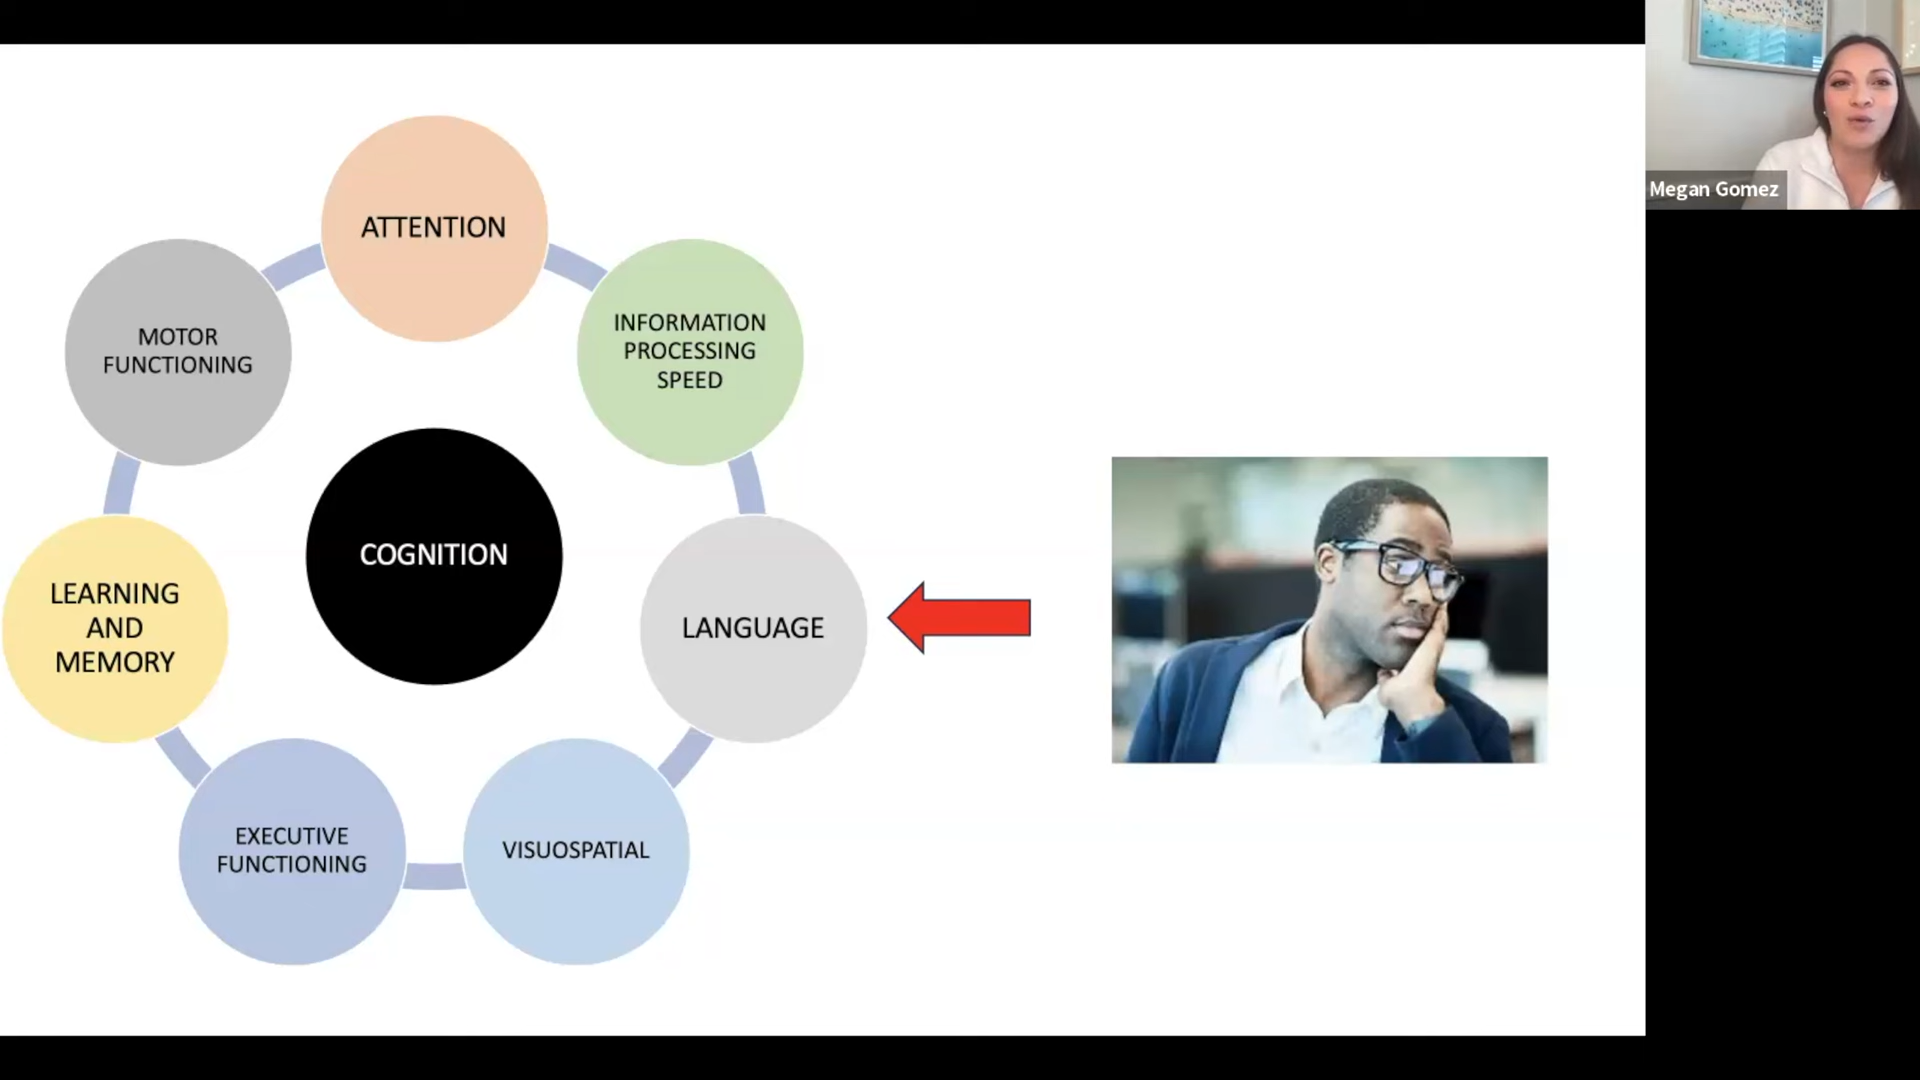 ATTENTION
INFORMATION
PROCESSING
SPEED
LANGUAGE
VISUOSPATIAL
EXECUTIVE
FUNCTIONING
LEARNING
AND
MEMORY
MOTOR
FUNCTIONING
COGNITION
Megan Gomez